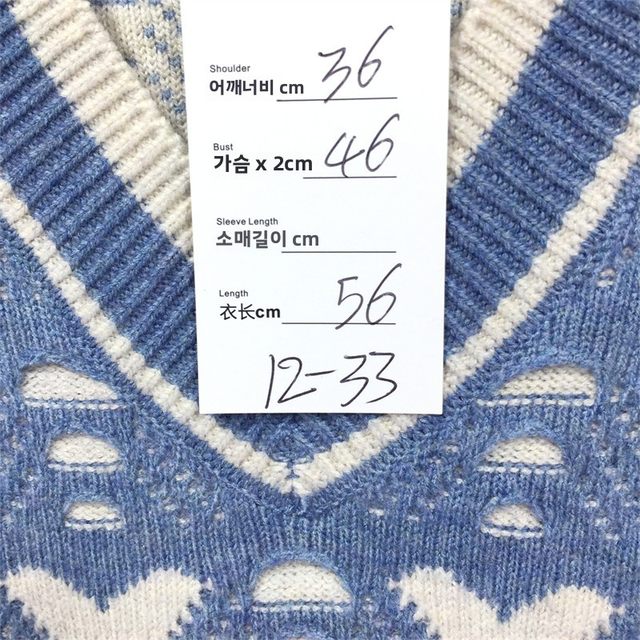 Shoulder
어깨너비 cm 36
Bust
가슴 x 2cm 46
Sleeve Length
소매길이 cm
Length
衣长cm 56
12-33